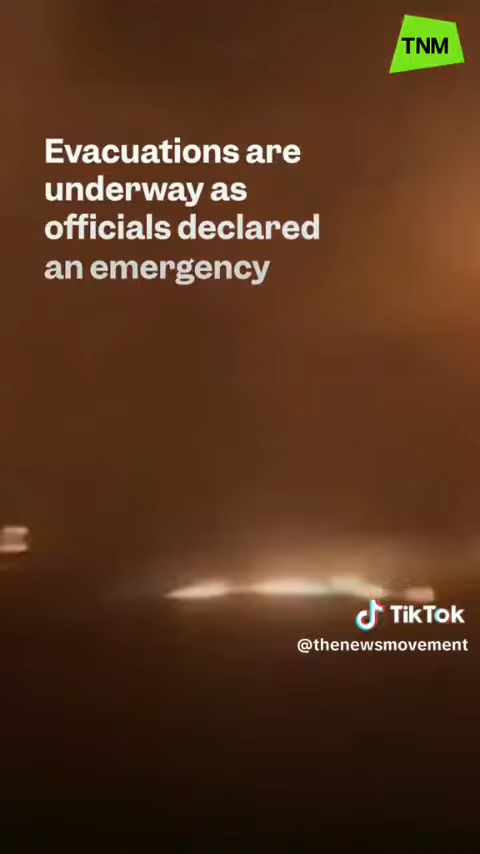 TNM
Evacuations are
underway as
officials declared
an emergency
TikTok
@thenewsmovement